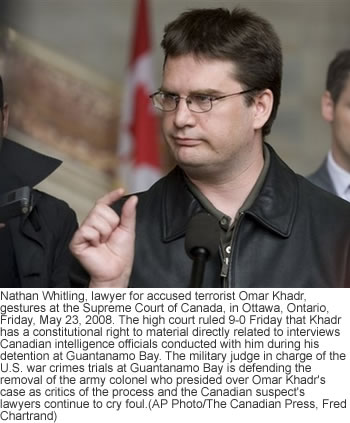 Nathan Whitling, lawyer for accused terrorist Omar Khadr,
gestures at the Supreme Court of Canada, in Ottawa, Ontario,
Friday, May 23, 2008. The high court ruled 9-0 Friday that Khadr
has a constitutional right to material directly related to interviews
Canadian intelligence officials conducted with him during his
detention at Guantanamo Bay. The military judge in charge of the
U.S. war crimes trials at Guantanamo Bay is defending the
removal of the army colonel who presided over Omar Khadr's
case as critics of the process and the Canadian suspect's
lawyers continue to cry foul.(AP Photo/The Canadian Press, Fred
Chartrand)